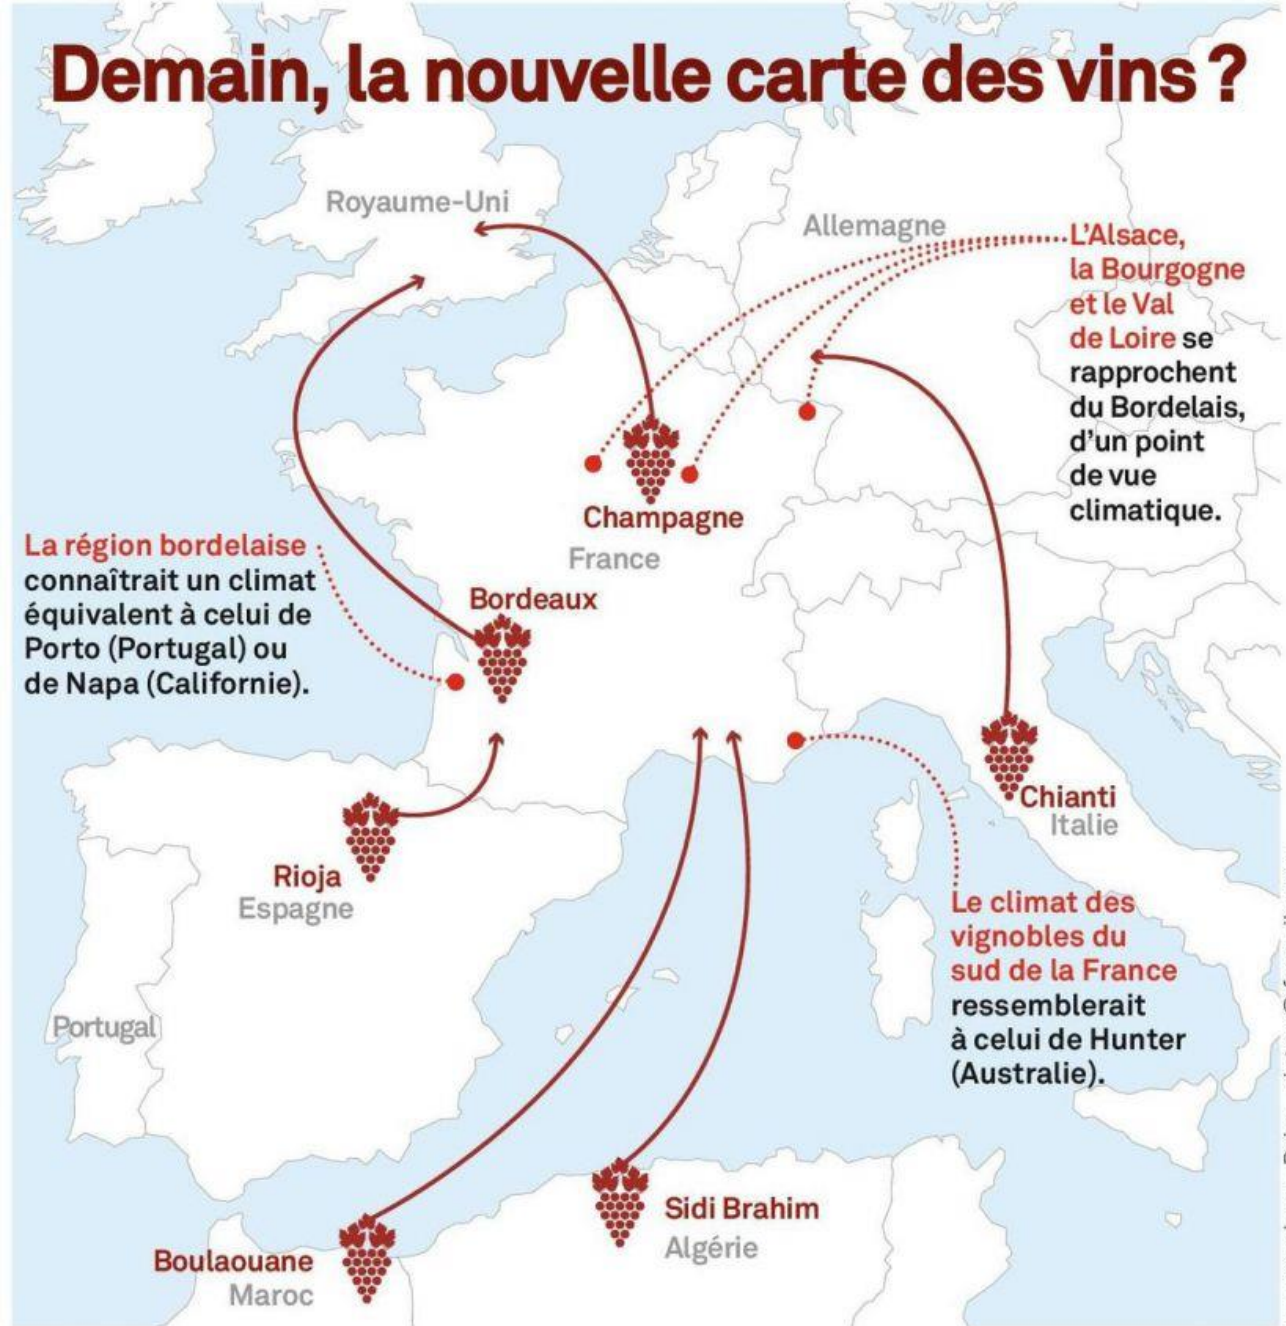 Demain, la nouvelle carte des vins ?
Royaume-Uni
Allemagne
L'Alsace,
la Bourgogne
et le Val
de Loire se
rapprochent
du Bordelais,
d'un point
de vue
climatique.
Champagne
France
La région bordelaise
connaîtrait un climat
équivalent à celui de
Porto (Portugal) ou
de Napa (Californie).
Bordeaux
Chianti
Italie
Rioja
Espagne
Le climat des
vignobles du
sud de la France
ressemblerait
à celui de Hunter
(Australie).
Portugal
Sidi Brahim
Algérie
Boulaouane
Maroc